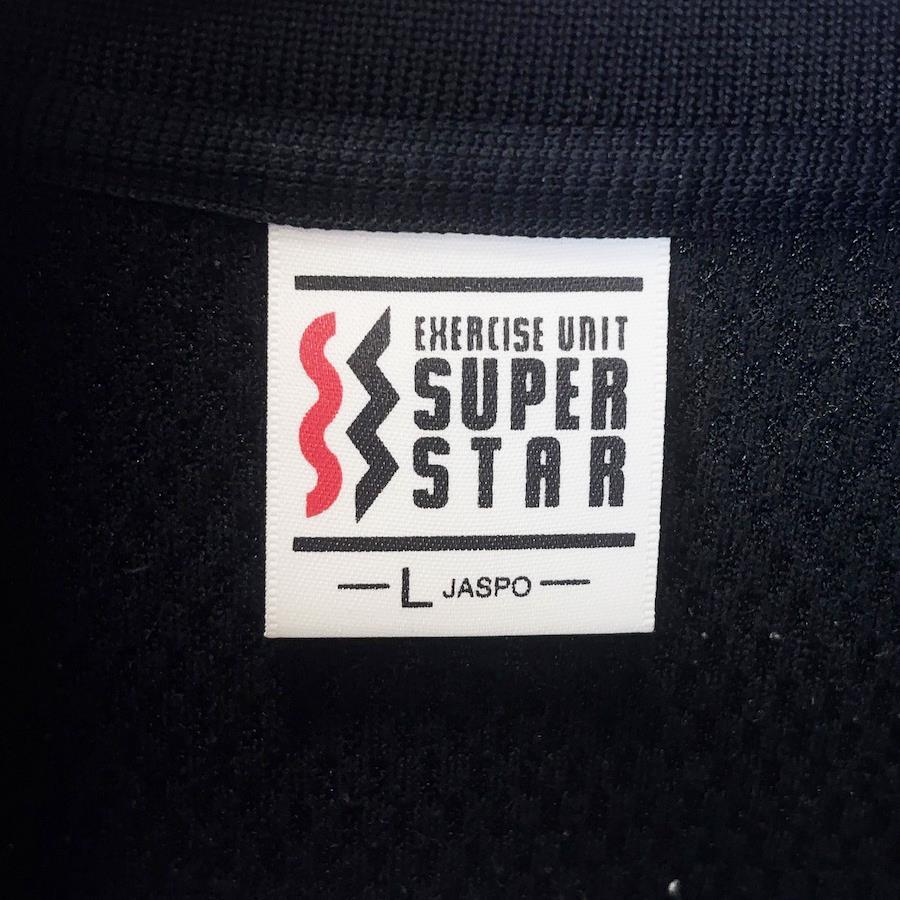 EXERCISE UNIT
SUPER
STAR
L JASPO